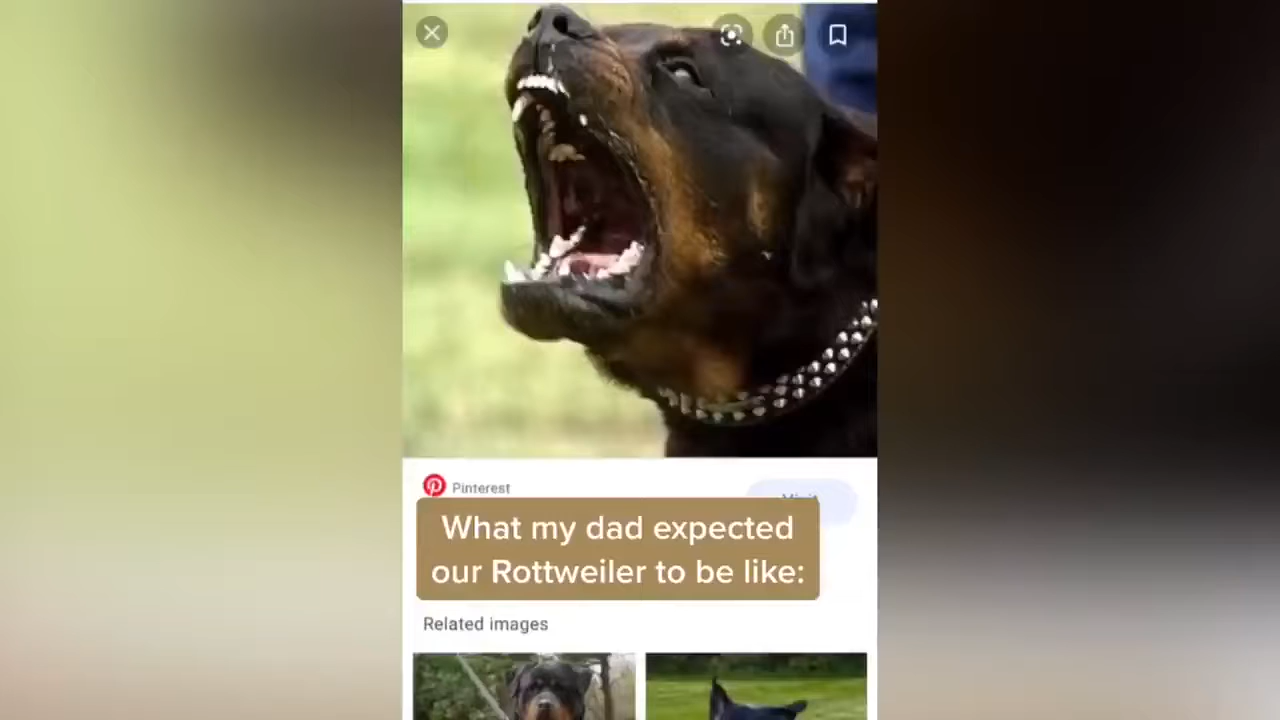 Pinterest
What my dad expected
our Rottweiler to be like:
Related images